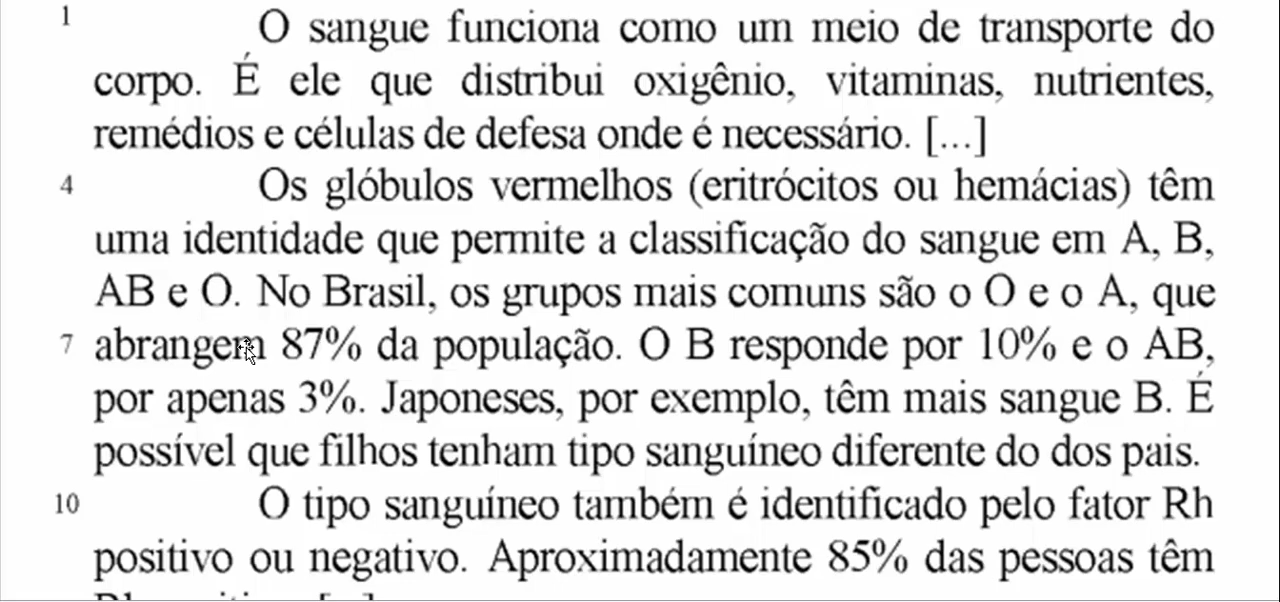 1 O sangue funciona como um meio de transporte do
corpo. É ele que distribui oxigênio, vitaminas, nutrientes,
remédios e células de defesa onde é necessário. [...]
4 Os glóbulos vermelhos (eritrócitos ou hemácias) têm
uma identidade que permite a classificação do sangue em A, B,
AB e O. No Brasil, os grupos mais comuns são o O e o A, que
7 abrangem 87% da população. O B responde por 10% e o AB,
por apenas 3%. Japoneses, por exemplo, têm mais sangue B. É
possível que filhos tenham tipo sanguíneo diferente do dos pais.
10 O tipo sanguíneo também é identificado pelo fator Rh
positivo ou negativo. Aproximadamente 85% das pessoas têm